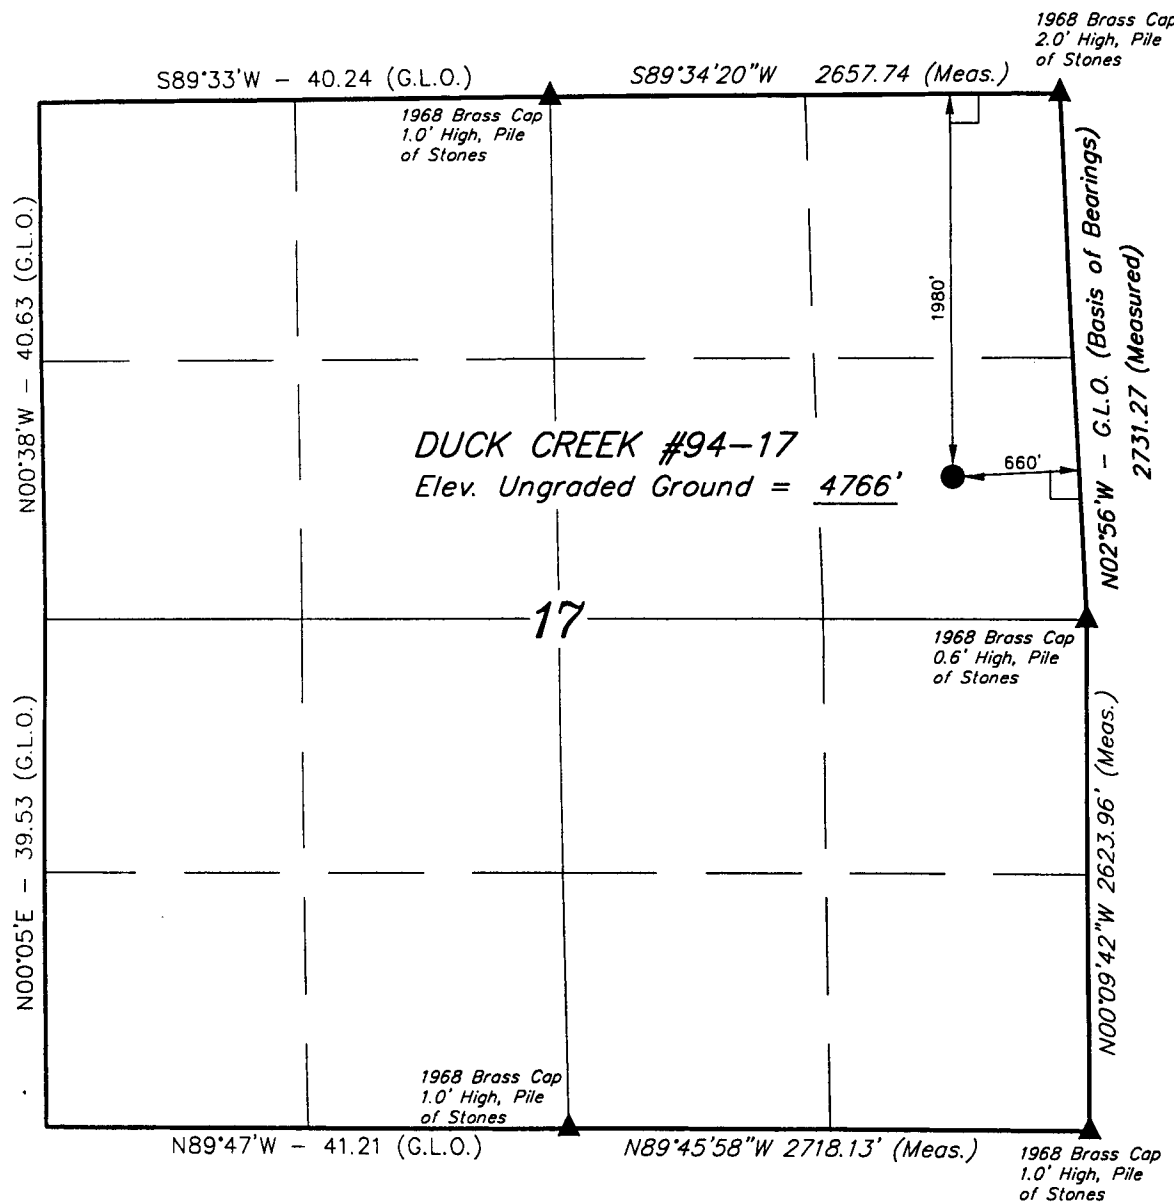 1968 Brass Cap
2.0' High, Pile
of Stones
S89°33'W – 40.24 (G.L.O.)
S89°34'20"W 2657.74 (Meas.)
1968 Brass Cap
1.0' High, Pile
of Stones
N00°38'W – 40.63 (G.L.O.)
1980'
N02°56'W – G.L.O. (Basis of Bearings)
2731.27 (Measured)
DUCK CREEK #94–17
Elev. Ungraded Ground = 4766'
660'
17
1968 Brass Cap
0.6' High, Pile
of Stones
N00°05'E – 39.53 (G.L.O.)
N00°09'42"W 2623.96' (Meas.)
1968 Brass Cap
1.0' High, Pile
of Stones
N89°47'W – 41.21 (G.L.O.)
N89°45'58"W 2718.13' (Meas.)
1968 Brass Cap
1.0' High, Pile
of Stones